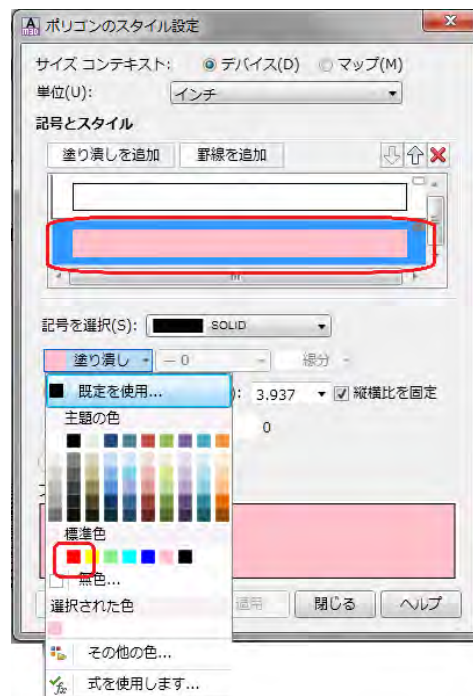 ポリゴンのスタイル設定
サイズ コンテキスト: デバイス(D) マップ(M)
単位(U): インチ
記号とスタイル
塗り潰しを追加 罫線を追加
記号を選択(S): SOLID
塗り潰し 0 線分
既定を使用... ): 3.937 縦横比を固定
主題の色
0
標準色
無色...
選択された色
適用 閉じる ヘルプ
その他の色...
式を使用します...